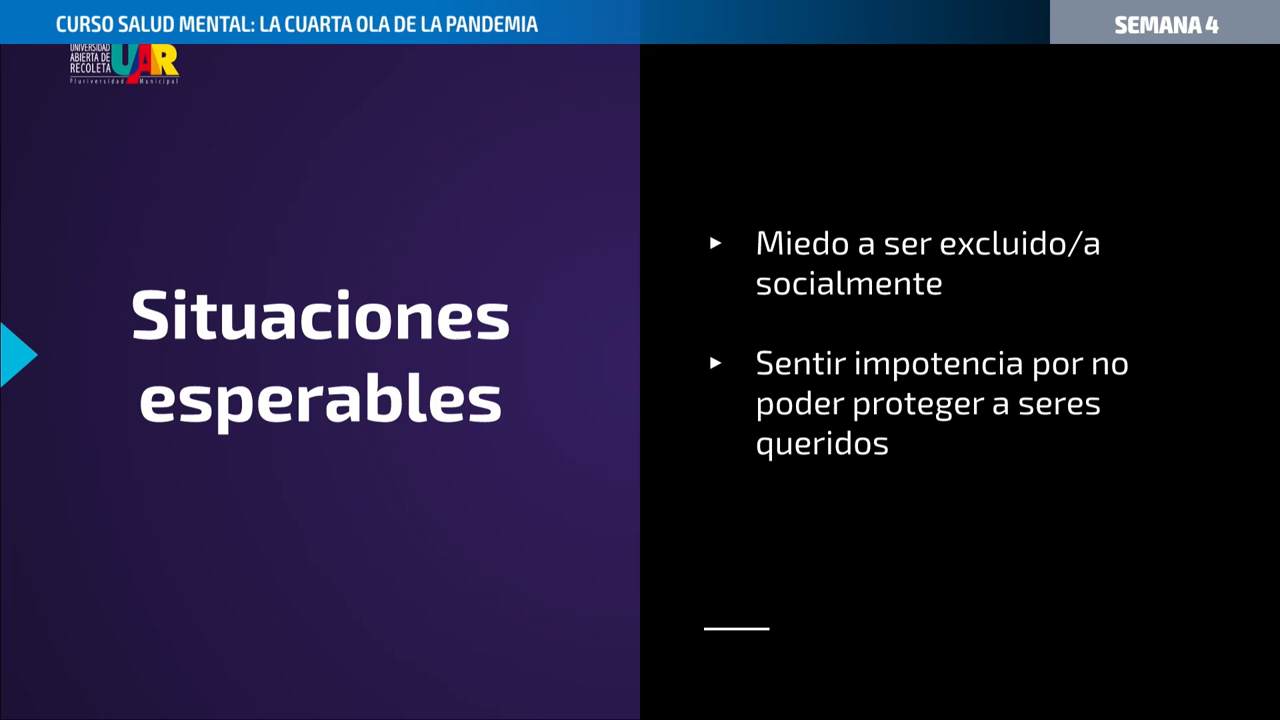 CURSO SALUD MENTAL: LA CUARTA OLA DE LA PANDEMIA
SEMANA 4
UNIVERSIDAD
ABIERTA DE
RECOLETA
UAR
Pluriversidad Municipal
Situaciones
esperables
▸ Miedo a ser excluido/a
socialmente
▸ Sentir impotencia por no
poder proteger a seres
queridos